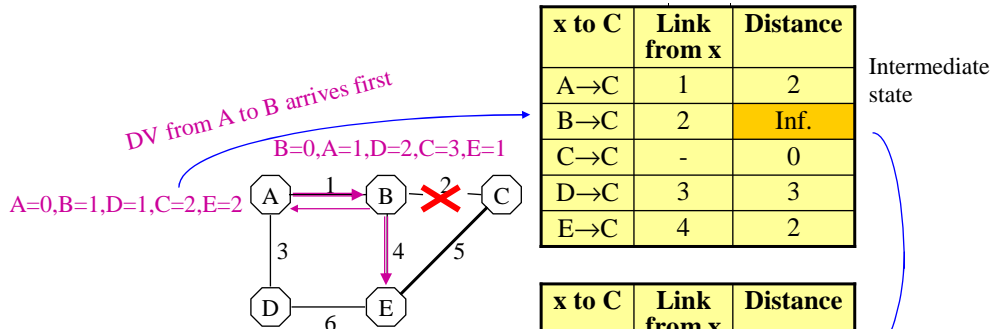 x to C Link from x Distance
A→C 1 2
B→C 2 Inf.
C→C - 0
D→C 3 3
E→C 4 2
Intermediate
state
DV from A to B arrives first
B=0,A=1,D=2,C=3,E=1
A=0,B=1,D=1,C=2,E=2
A 1 B 2 C
3 4 5
D 6 E
x to C Link from x Distance